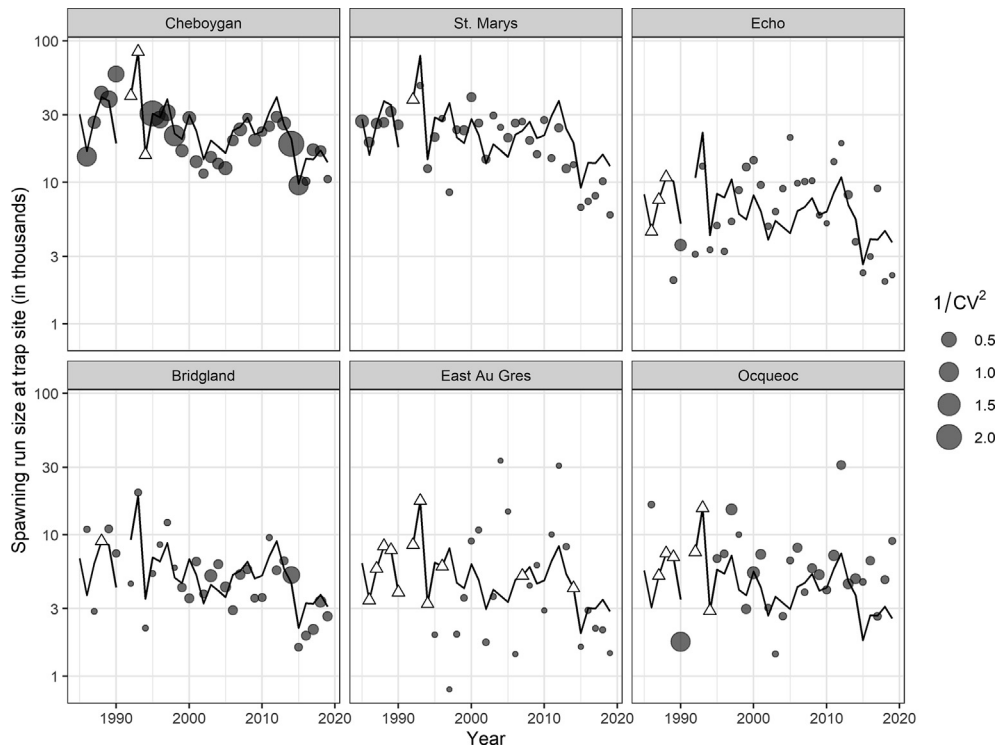 Cheboygan St. Marys Echo
100
30
10
3
1
Spawning run size at trap site (in thousands)
Bridgland East Au Gres Ocqueoc
100
30
10
3
1
1990 2000 2010 2020 1990 2000 2010 2020 1990 2000 2010 2020
Year
1/CV²
0.5
1.0
1.5
2.0